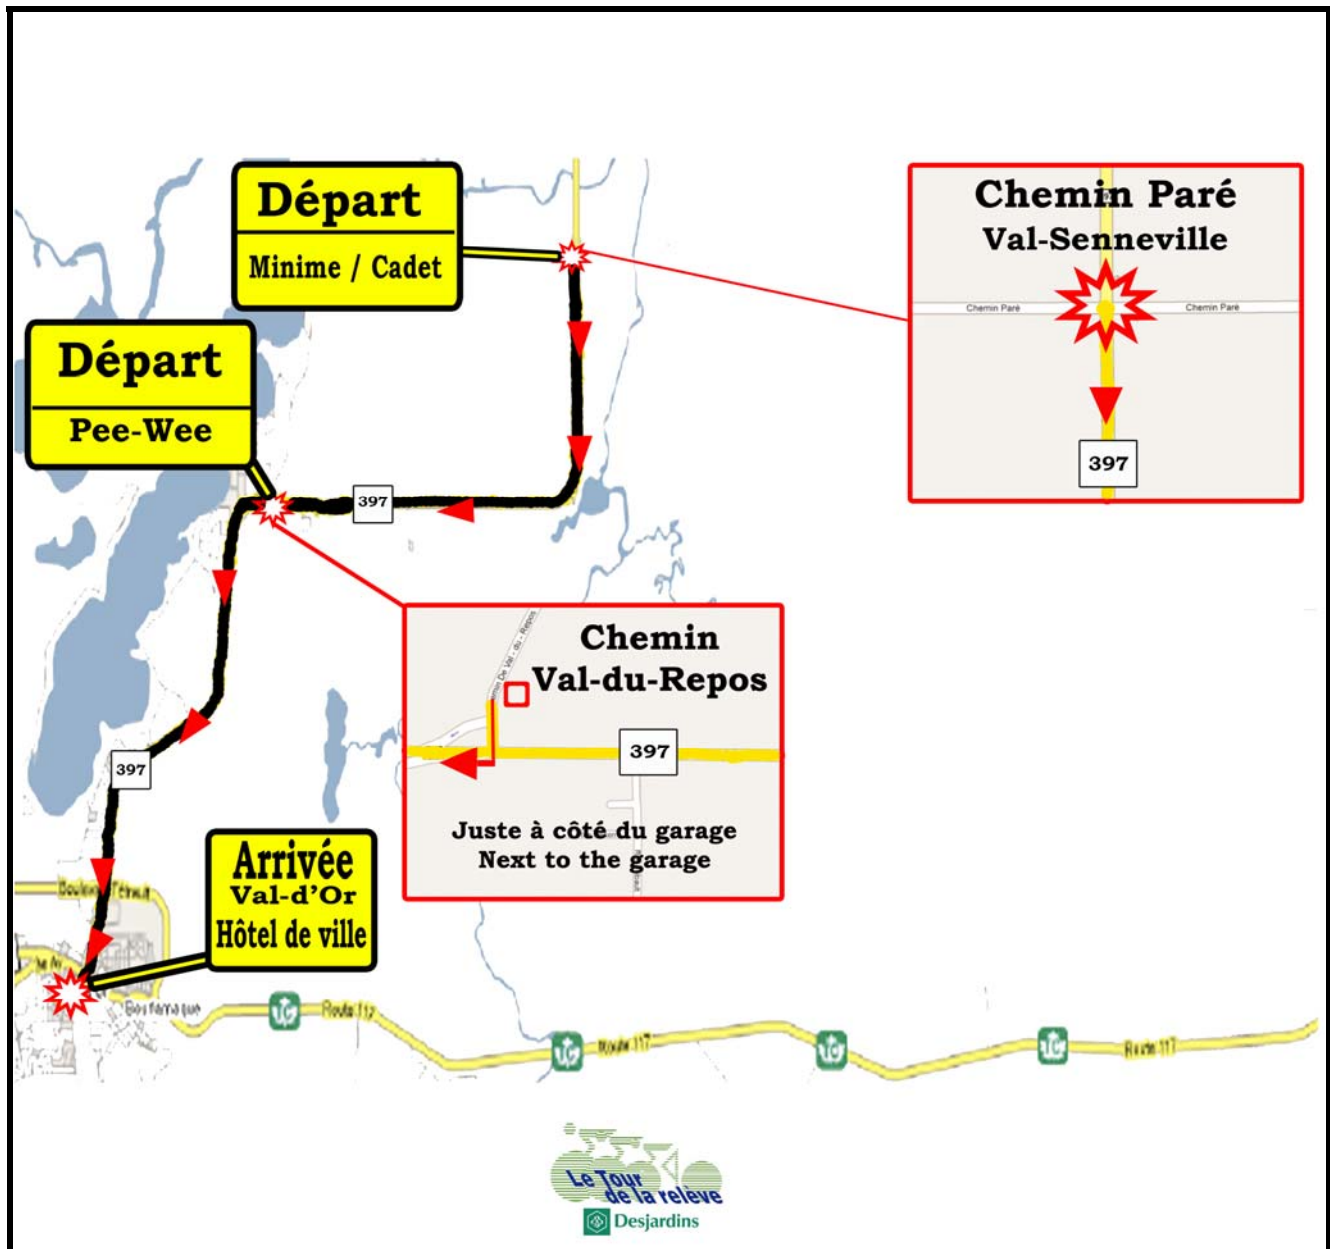 Départ
Minime / Cadet
Chemin Paré
Val-Senneville
Chemin Paré
Chemin Paré
397
Départ
Pee-Wee
397
Chemin
Val-du-Repos
397
Juste à côté du garage
Next to the garage
397
Arrivée
Val-d'Or
Hôtel de ville
Route 117
Route 117
Route 117
Le Tour
de la relève
Desjardins